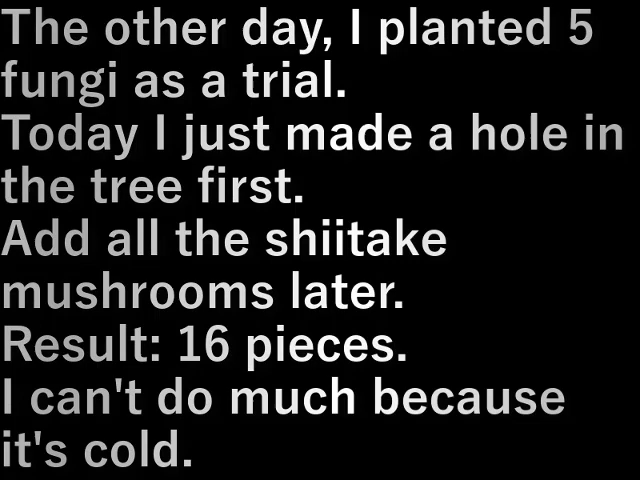 The other day, I planted 5
fungi as a trial.
Today I just made a hole in
the tree first.
Add all the shiitake
mushrooms later.
Result: 16 pieces.
I can't do much because
it's cold.